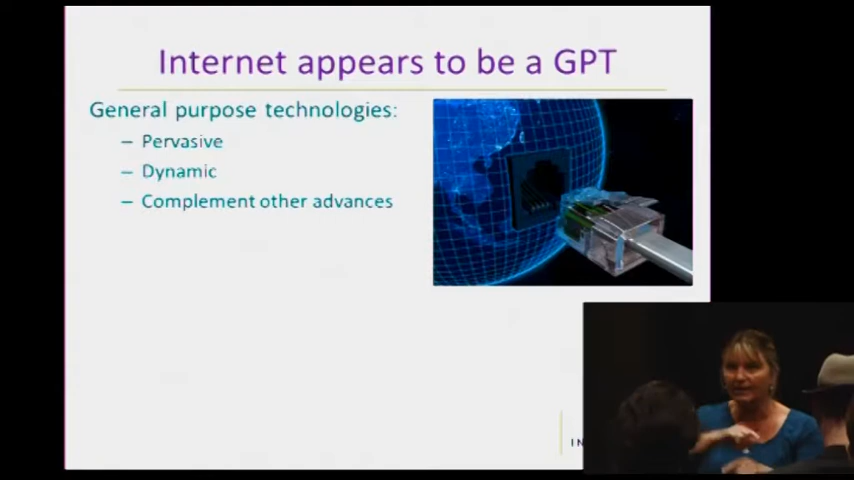 Internet appears to be a GPT
General purpose technologies:
– Pervasive
– Dynamic
– Complement other advances